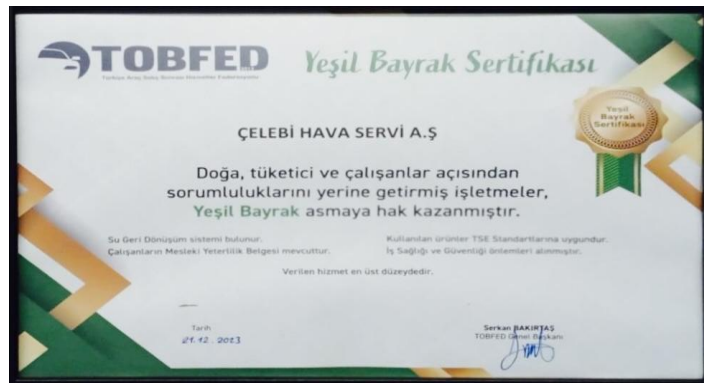 TOBFED
Yeşil Bayrak Sertifikası
Yeşil
Bayrak
Sertifikası
ÇELEBİ HAVA SERVİ A.Ş
Doğa, tüketici ve çalışanlar açısından
sorumluluklarını yerine getirmiş işletmeler,
Yeşil Bayrak asmaya hak kazanmıştır.
Su Geri Dönüşüm sistemi bulunur.
Çalışanların Mesleki Yeterlilik Belgesi mevcuttur.
Kullanılan ürünler TSE Standartlarına uygundur.
İş Sağlığı ve Güvenliği önlemleri alınmıştır.
Verilen hizmet en üst düzeydedir.
Tarih
21.12.2023
Serkan BAKIRTAŞ
TOBFED Genel Başkanı